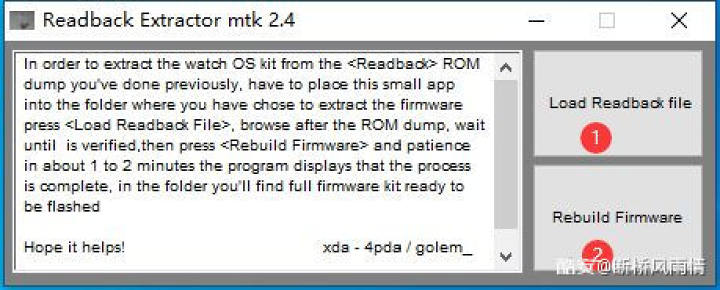 Readback Extractor mtk 2.4
In order to extract the watch OS kit from the <Readback> ROM
dump you've done previously, have to place this small app
into the folder where you have chose to extract the firmware
press <Load Readback File>, browse after the ROM dump, wait
until is verified,then press <Rebuild Firmware> and patience
in about 1 to 2 minutes the program displays that the process
is complete, in the folder you'll find full firmware kit ready to
be flashed
Hope it helps! xda - 4pda / golem_
Load Readback file
1
Rebuild Firmware
2
酷安@断桥风雨情